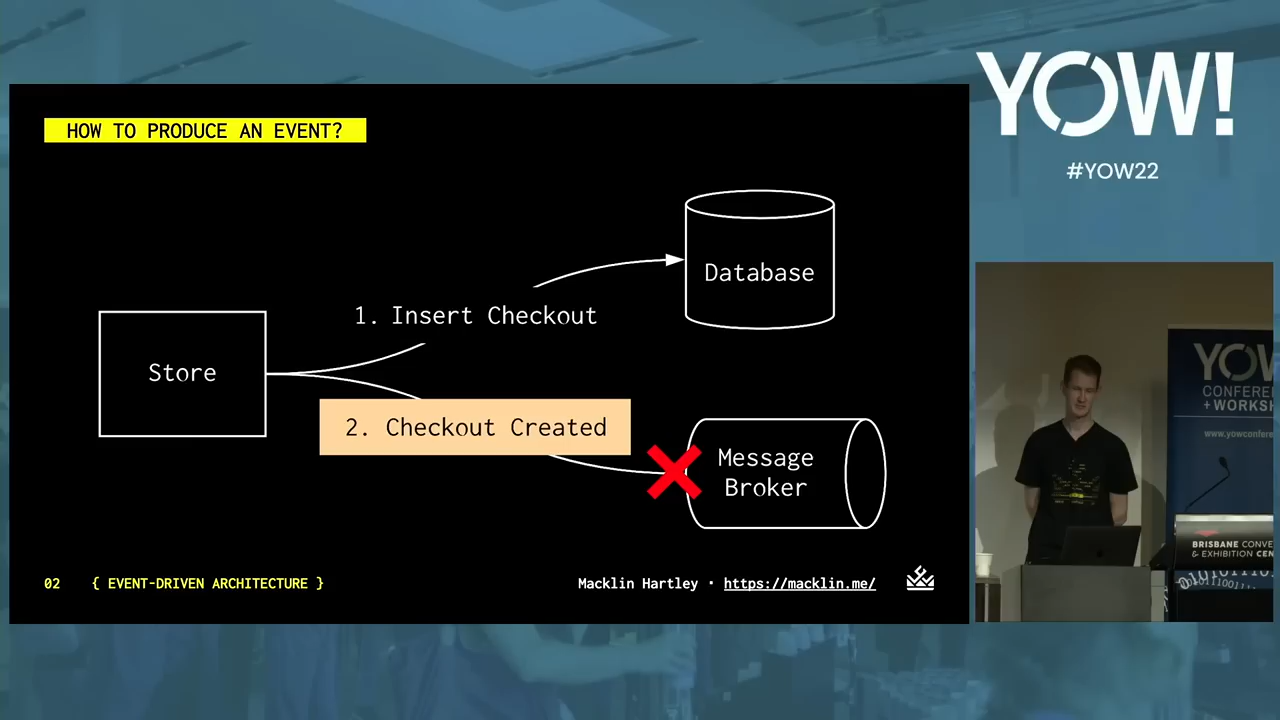 HOW TO PRODUCE AN EVENT?
Database
1. Insert Checkout
Store
2. Checkout Created
Message
Broker
02 { EVENT-DRIVEN ARCHITECTURE }
Macklin Hartley · https://macklin.me/
YOW!
#YOW22
YOW
CONFEREN
+ WORKSH
www.yowconfere
BRISBANE CONVE
& EXHIBITION CEN